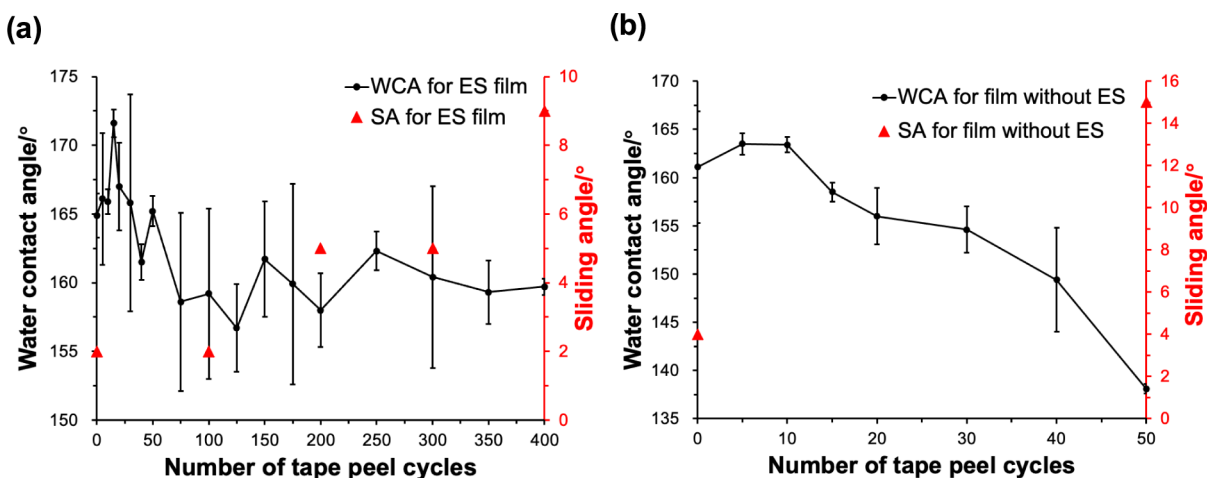 (a)
175
170
165
160
155
150
Water contact angle/°
WCA for ES film
SA for ES film
10
8
6
4
2
0
Sliding angle/°
0 50 100 150 200 250 300 350 400
Number of tape peel cycles
(b)
170
165
160
155
150
145
140
135
Water contact angle/°
WCA for film without ES
SA for film without ES
16
14
12
10
8
6
4
2
0
Sliding angle/°
0 10 20 30 40 50
Number of tape peel cycles